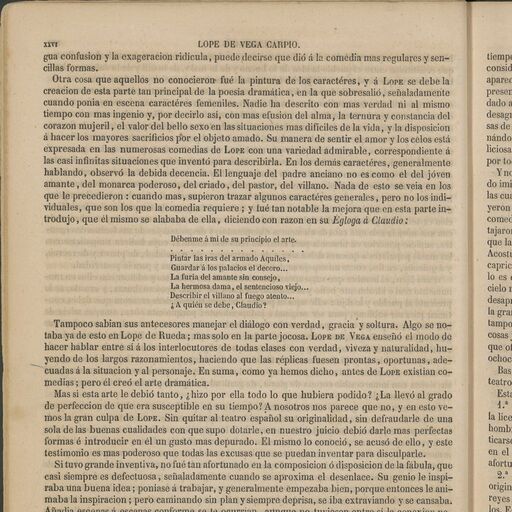 xxvi LOPE DE VEGA CARPIO.
gua confusion y la exageracion ridícula, puede decirse que dió á la comedia mas regulares y sen-
cillas formas.
Otra cosa que aquellos no conocieron fué la pintura de los caractéres, y á LOPE se debe la
creacion de esta parte tan principal de la poesía dramática, en la que sobresalió, señaladamente
cuando ponia en escena caractéres femeniles. Nadie ha descrito con mas verdad ni al mismo
tiempo con mas ingenio y, por decirlo así, con mas efusion del alma, la ternura y constancia del
corazon mujeril, el valor del bello sexo en las situaciones mas difíciles de la vida, y la disposicion
á hacer los mayores sacrificios por el objeto amado. Su manera de sentir el amor y los celos está
expresada en las numerosas comedias de LOPE con una variedad admirable, correspondiente á
las casi infinitas situaciones que inventó para describirla. En los demás caractéres, generalmente
hablando, observó la debida decencia. El lenguaje del padre anciano no es como el del jóven
amante, del monarca poderoso, del criado, del pastor, del villano. Nada de esto se veia en los
que le precedieron: cuando mas, supieron trazar algunos caractéres generales, pero no los indi-
viduales, que son los que la comedia requiere; y fué tan notable la mejora que en esta parte in-
trodujo, que él mismo se alababa de ella, diciendo con razon en su Egloga á Claudio:
Débenme á mí de su principio el arte.
. . . . . . . . . . . . . . .
Pintar las iras del armado Aquíles,
Guardar á los palacios el decoro...
La furia del amante sin consejo,
La hermosa dama, el sentencioso viejo...
Describir el villano al fuego atento...
¿A quién se debe, Claudio?
Tampoco sabian sus antecesores manejar el diálogo con verdad, gracia y soltura. Algo se no-
taba ya de esto en Lope de Rueda; mas solo en la parte jocosa. LOPE DE VEGA enseñó el modo de
hacer hablar entre sí á los interlocutores de todas clases con verdad, viveza y naturalidad, hu-
yendo de los largos razonamientos, haciendo que las réplicas fuesen prontas, oportunas, ade-
cuadas á la situacion y al personaje. En suma, como ya hemos dicho, antes de LOPE existian co-
medias; pero él creó el arte dramática.
Mas si esta arte le debió tanto, ¿hizo por ella todo lo que hubiera podido? ¿La llevó al grado
de perfeccion de que era susceptible en su tiempo? A nosotros nos parece que no, y en esto ve-
mos la gran culpa de LOPE. Sin quitar al teatro español su originalidad, sin defraudarle de una
sola de las buenas cualidades con que supo dotarle, en nuestro juicio debió darle mas perfectas
formas é introducir en él un gusto mas depurado. El mismo lo conoció, se acusó de ello, y este
testimonio es mas poderoso que todas las excusas que se puedan inventar para disculparle.
Si tuvo grande inventiva, no fué tan afortunado en la composicion ó disposicion de la fábula, que
casi siempre es defectuosa, señaladamente cuando se aproxima el desenlace. Su genio le inspi-
raba una buena idea; poníase á trabajar, y generalmente empezaba bien, porque entonces le ani-
maba la inspiracion; pero caminando sin plan y siempre deprisa, se iba extraviando y se cansaba.